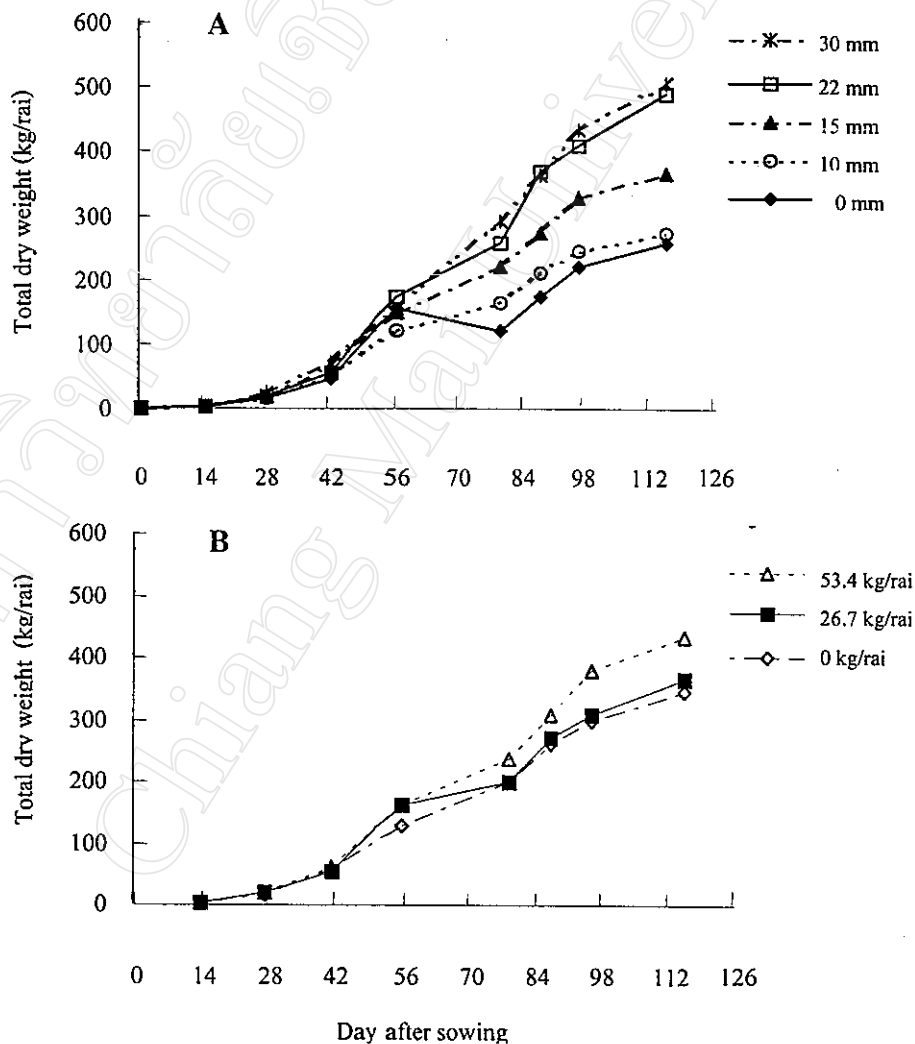 A
Total dry weight (kg/rai)
600
500
400
300
200
100
0
0 14 28 42 56 70 84 98 112 126
30 mm
22 mm
15 mm
10 mm
0 mm
B
Total dry weight (kg/rai)
600
500
400
300
200
100
0
0 14 28 42 56 70 84 98 112 126
53.4 kg/rai
26.7 kg/rai
0 kg/rai
Day after sowing
Chiang Mai